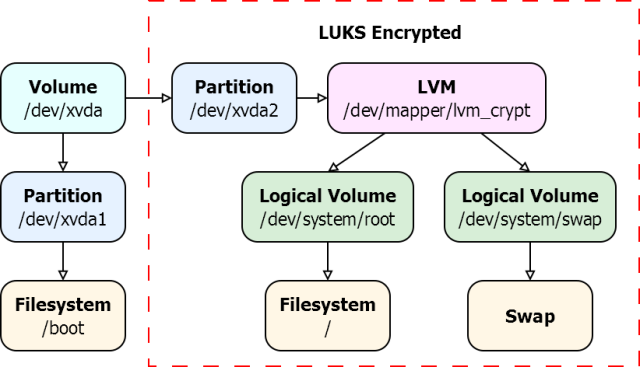 LUKS Encrypted
Volume
/dev/xvda
Partition
/dev/xvda2
LVM
/dev/mapper/lvm_crypt
Partition
/dev/xvda1
Logical Volume
/dev/system/root
Logical Volume
/dev/system/swap
Filesystem
/boot
Filesystem
/
Swap